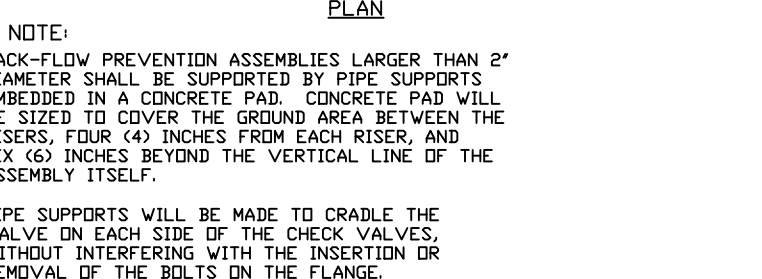 PLAN
NOTE:
ACK-FLOW PREVENTION ASSEMBLIES LARGER THAN 2"
IAMETER SHALL BE SUPPORTED BY PIPE SUPPORTS
MBEDDED IN A CONCRETE PAD. CONCRETE PAD WILL
E SIZED TO COVER THE GROUND AREA BETWEEN THE
ISERS, FOUR (4) INCHES FROM EACH RISER, AND
IX (6) INCHES BEYOND THE VERTICAL LINE OF THE
SSEMBLY ITSELF.
IPE SUPPORTS WILL BE MADE TO CRADLE THE
ALVE ON EACH SIDE OF THE CHECK VALVES,
ITHOUT INTERFERING WITH THE INSERTION OR
EMOVAL OF THE BOLTS ON THE FLANGE.